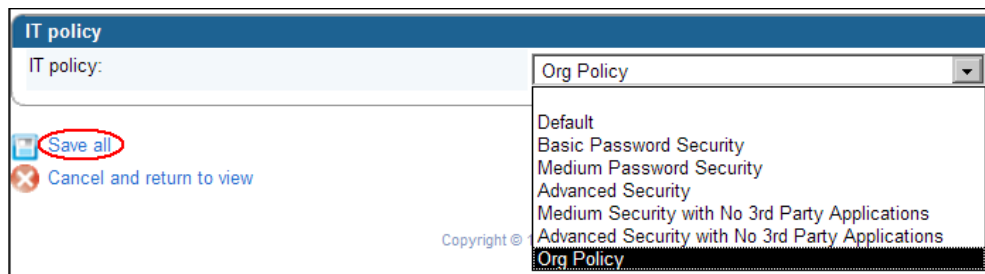 IT policy
IT policy:
Org Policy
Default
Basic Password Security
Medium Password Security
Advanced Security
Medium Security with No 3rd Party Applications
Advanced Security with No 3rd Party Applications
Org Policy
Save all
Cancel and return to view
Copyright ©